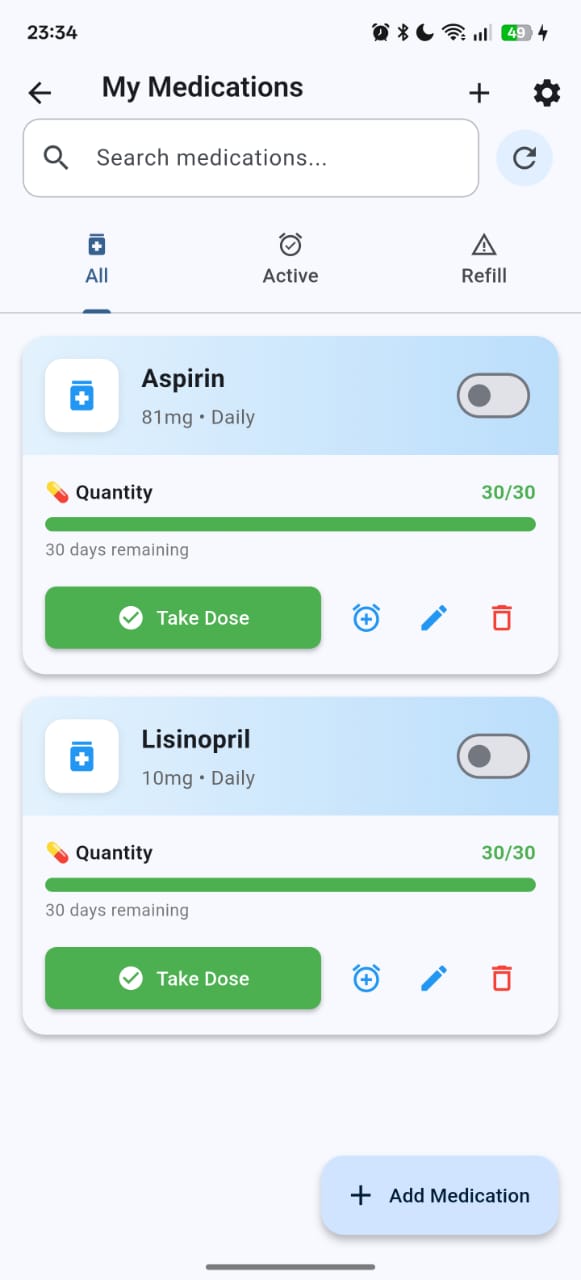 23:34
49
My Medications
Search medications...
All
Active
Refill
Aspirin
81mg • Daily
Quantity
30/30
30 days remaining
Take Dose
Lisinopril
10mg • Daily
Quantity
30/30
30 days remaining
Take Dose
Add Medication